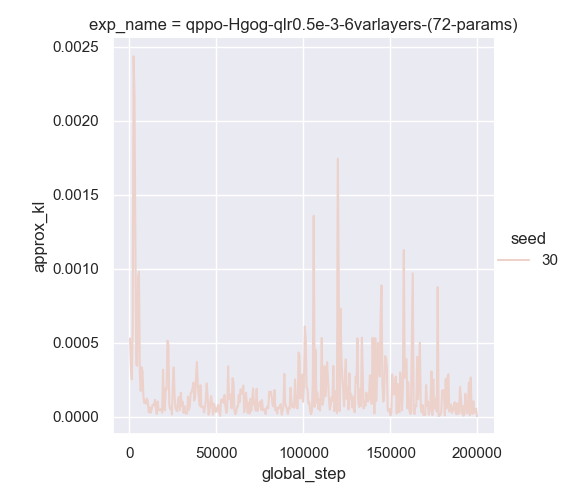 exp_name = qppo-Hgog-qlr0.5e-3-6varlayers-(72-params)
0.0025
0.0020
0.0015
0.0010
0.0005
0.0000
approx_kl
0 50000 100000 150000 200000
global_step
seed
30